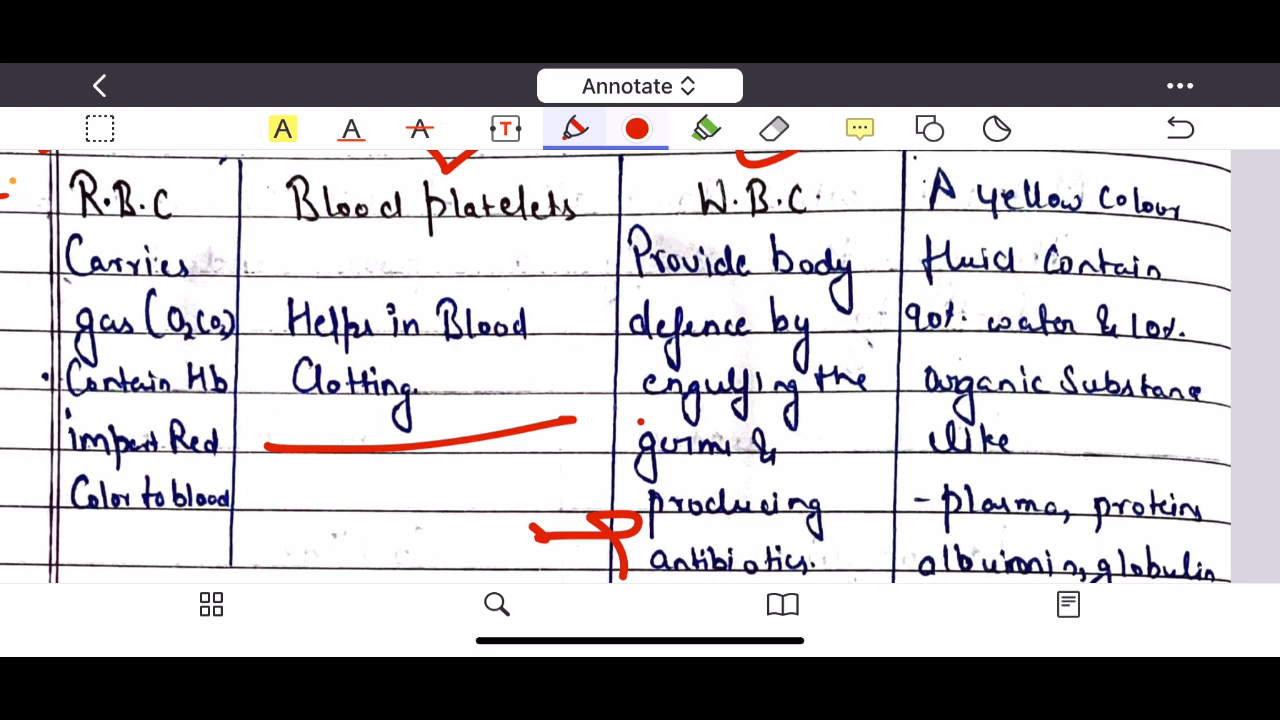 Annotate
A A A T
R.B.C
Carries
gas (O2 CO2)
• Contain Hb
impart Red
Color to blood
Blood platelets
Helps in Blood
Clotting.
W.B.C.
Provide body
defence by
engulfing the
germs &
producing
antibiotics.
A yellow colour
fluid contain
90%. water & 10%.
organic Substane
like
- plasma, protein
albuimnin, globulin